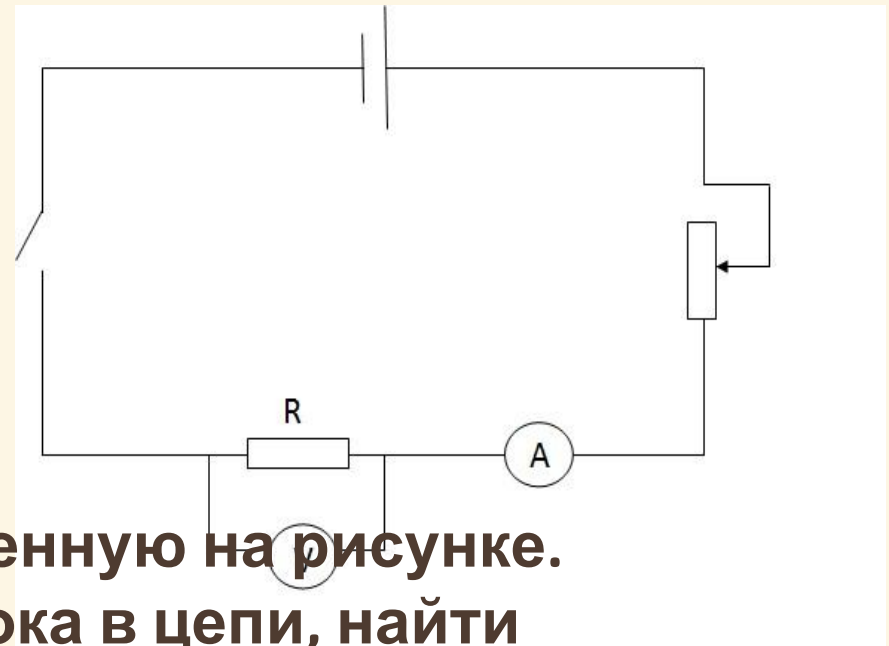 R
A
V
енную на рисунке.
ока в цепи, найти